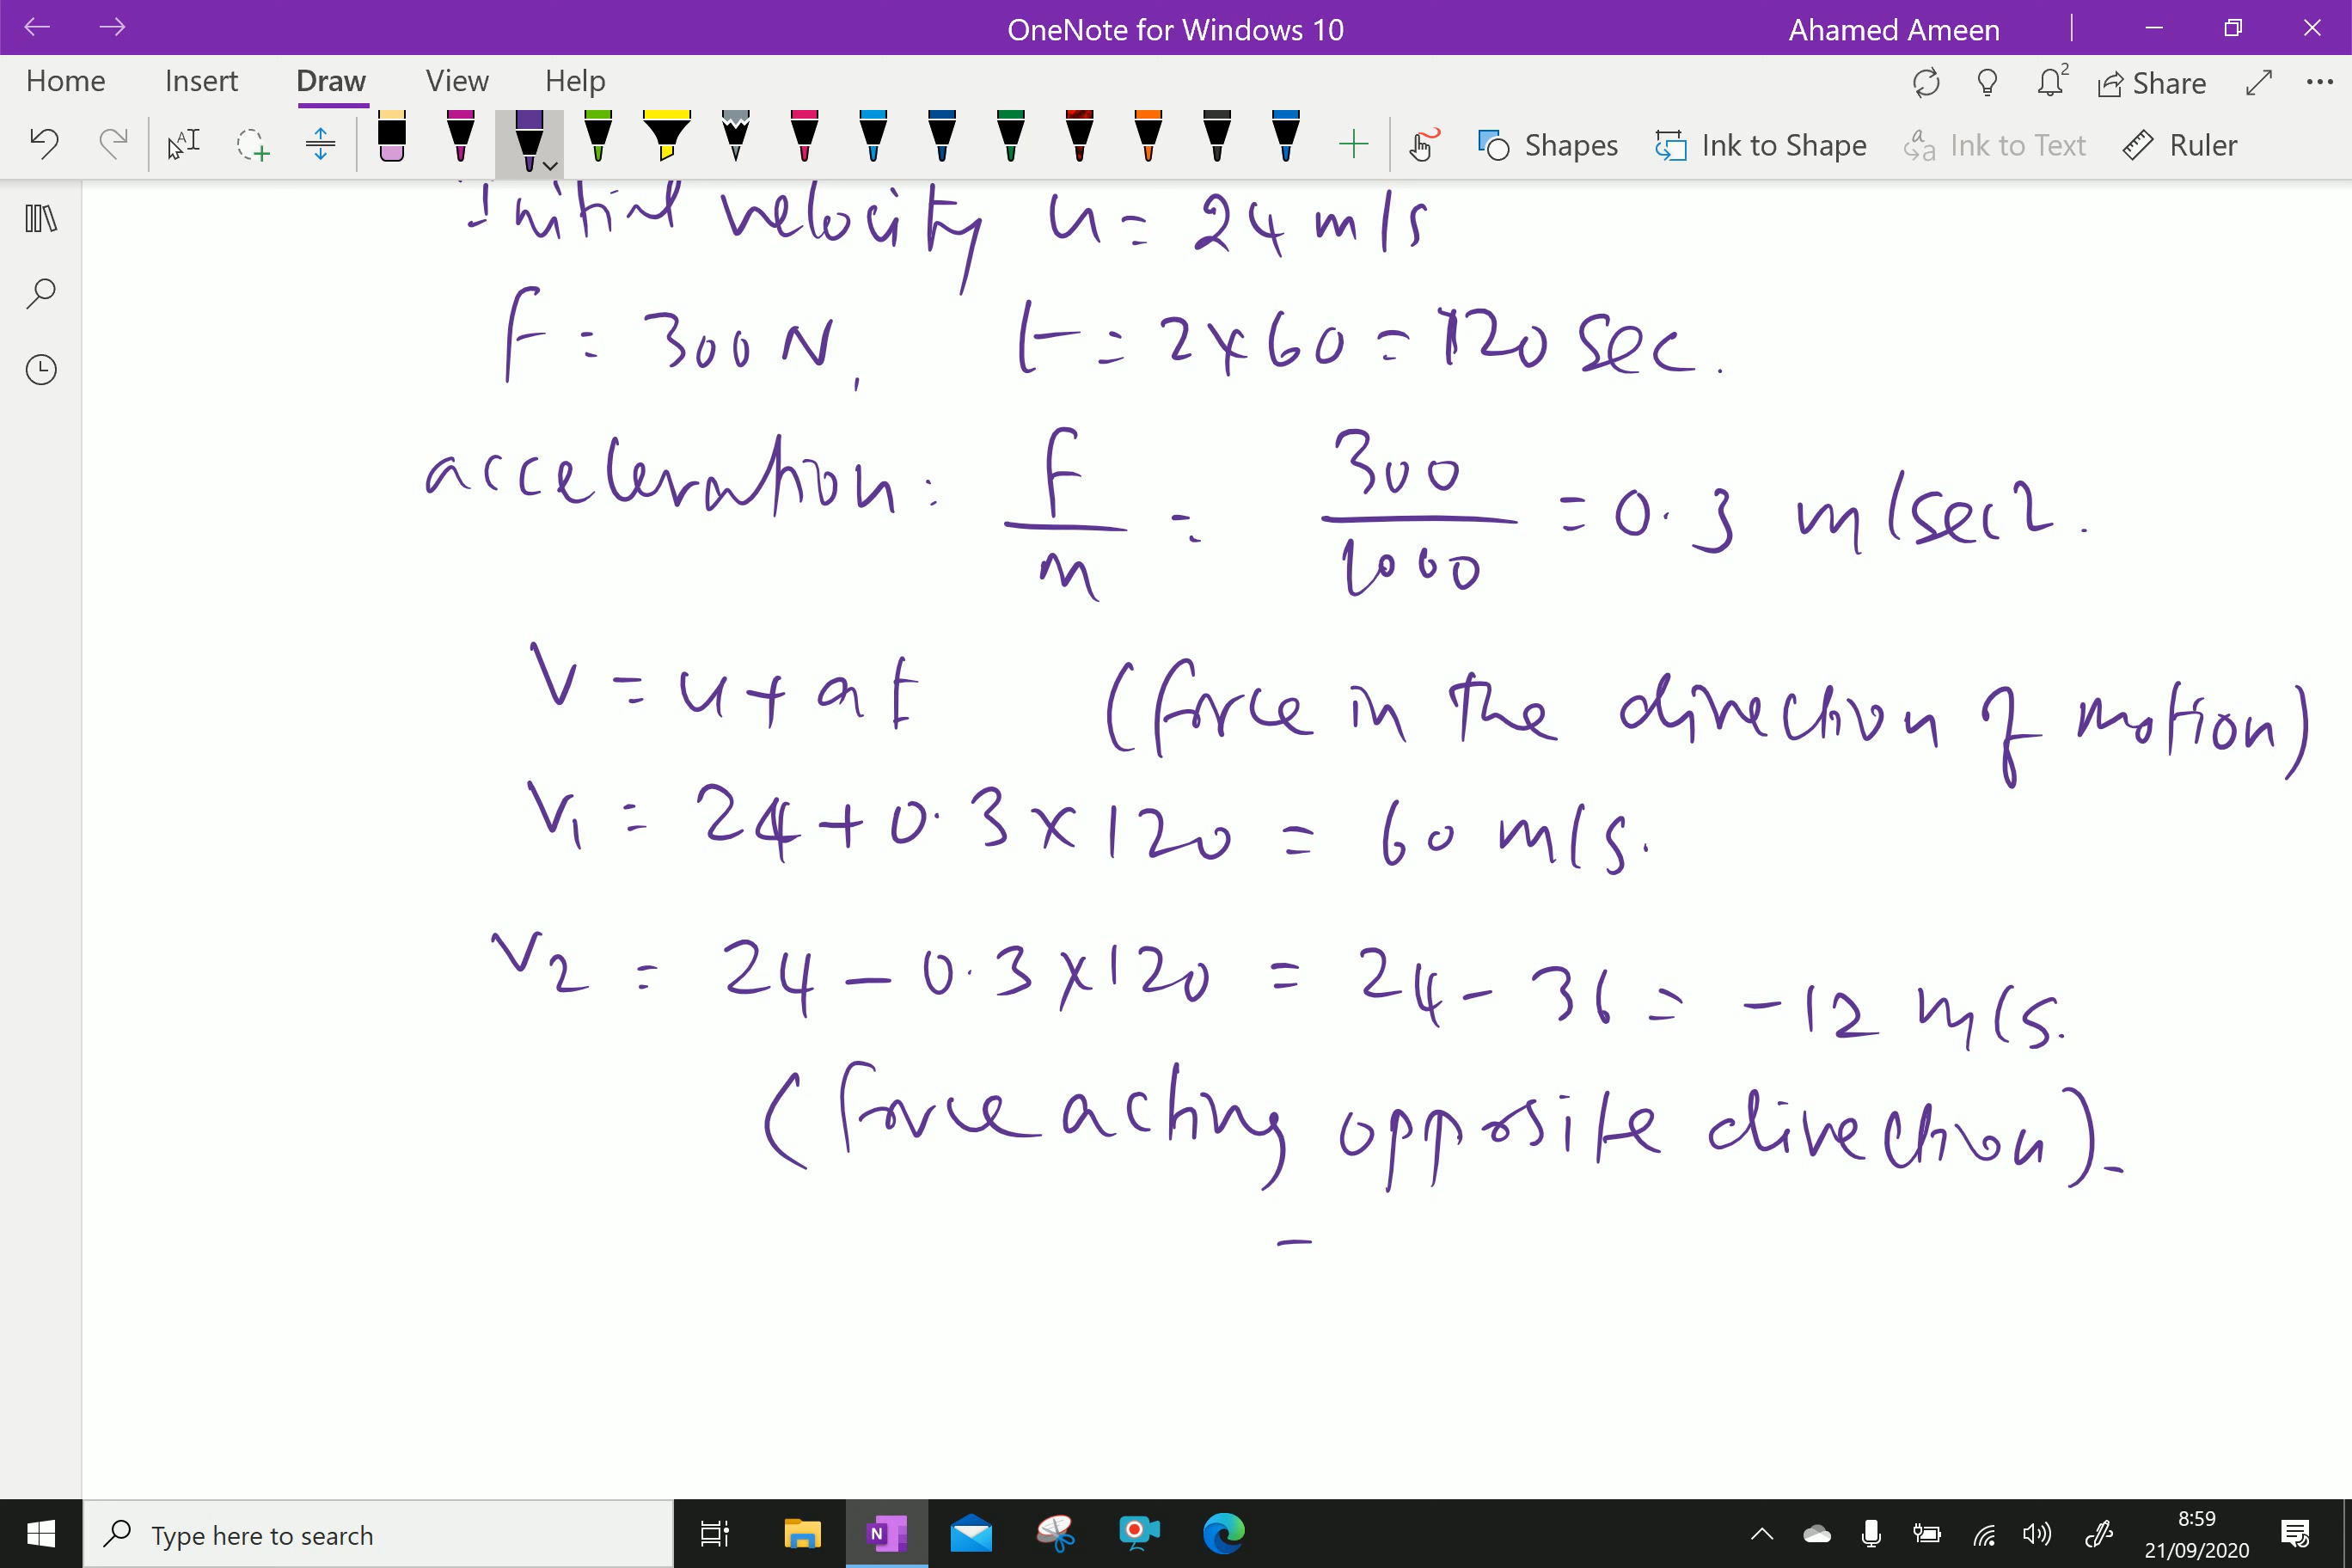 OneNote for Windows 10 Ahamed Ameen
Home Insert Draw View Help 2 Share
Shapes Ink to Shape Ink to Text Ruler
Initial velocity u = 24 m/s
F = 300 N, t = 2×60 = 120 sec.
acceleration = F/m = 300/1000 = 0.3 m/sec2.
V = u + at (force in the direction of motion)
V1 = 24 + 0.3 × 120 = 60 m/s.
V2 = 24 - 0.3 × 120 = 24 - 36 = -12 m/s.
(force acting opposite direction).
Type here to search 8:59
21/09/2020